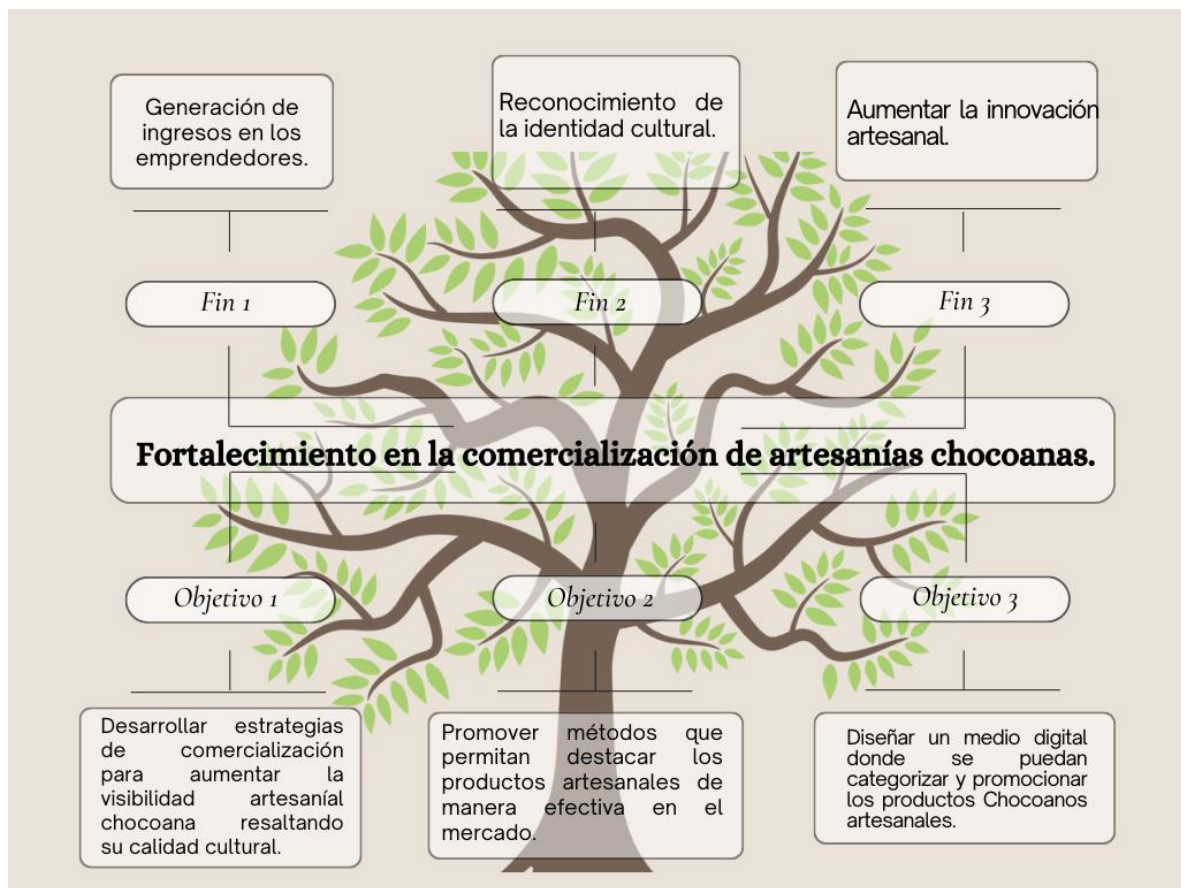 Generación de
ingresos en los
emprendedores.
Reconocimiento de
la identidad cultural.
Aumentar la innovación
artesanal.
Fin 1
Fin 2
Fin 3
Fortalecimiento en la comercialización de artesanías chocoanas.
Objetivo 1
Objetivo 2
Objetivo 3
Desarrollar estrategias
de comercialización
para aumentar la
visibilidad artesaníal
chocoana resaltando
su calidad cultural.
Promover métodos que
permitan destacar los
productos artesanales de
manera efectiva en el
mercado.
Diseñar un medio digital
donde se puedan
categorizar y promocionar
los productos Chocoanos
artesanales.